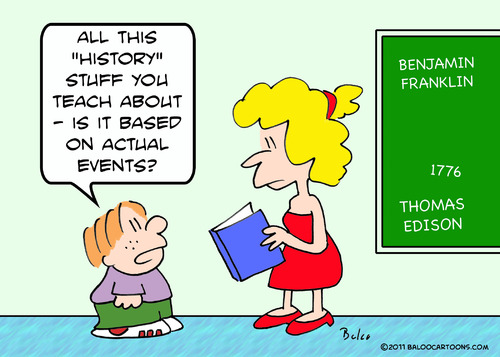 ALL THIS
"HISTORY"
STUFF YOU
TEACH ABOUT
- IS IT BASED
ON ACTUAL
EVENTS?
BENJAMIN
FRANKLIN
1776
THOMAS
EDISON
Baloo
©2011 BALOOCARTOONS.COM